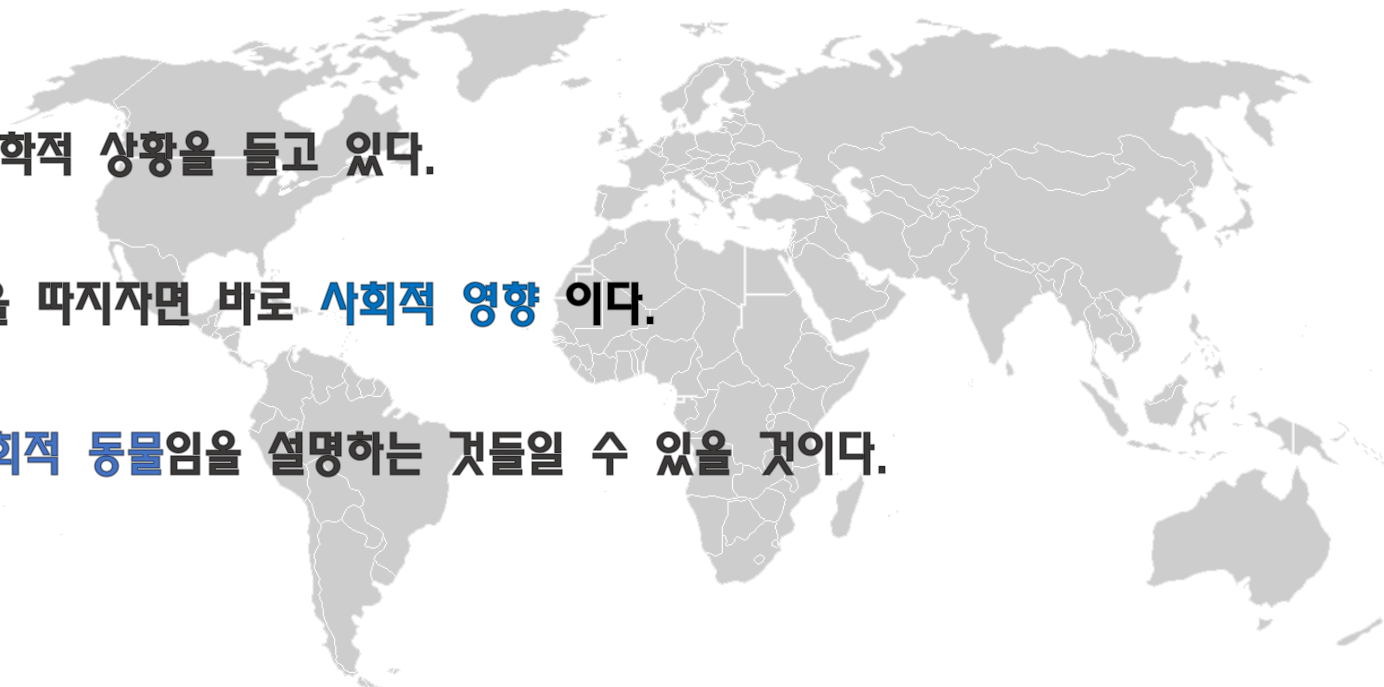 학적 상황을 들고 있다.
을 따지자면 바로 사회적 영향 이다.
회적 동물임을 설명하는 것들일 수 있을 것이다.